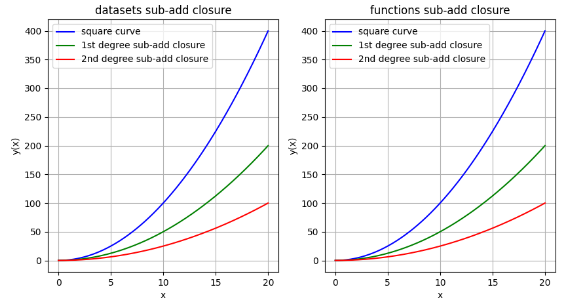 datasets sub-add closure
square curve
1st degree sub-add closure
2nd degree sub-add closure
400
350
300
250
200
150
100
50
0
y(x)
0 5 10 15 20
x
functions sub-add closure
square curve
1st degree sub-add closure
2nd degree sub-add closure
400
350
300
250
200
150
100
50
0
y(x)
0 5 10 15 20
x